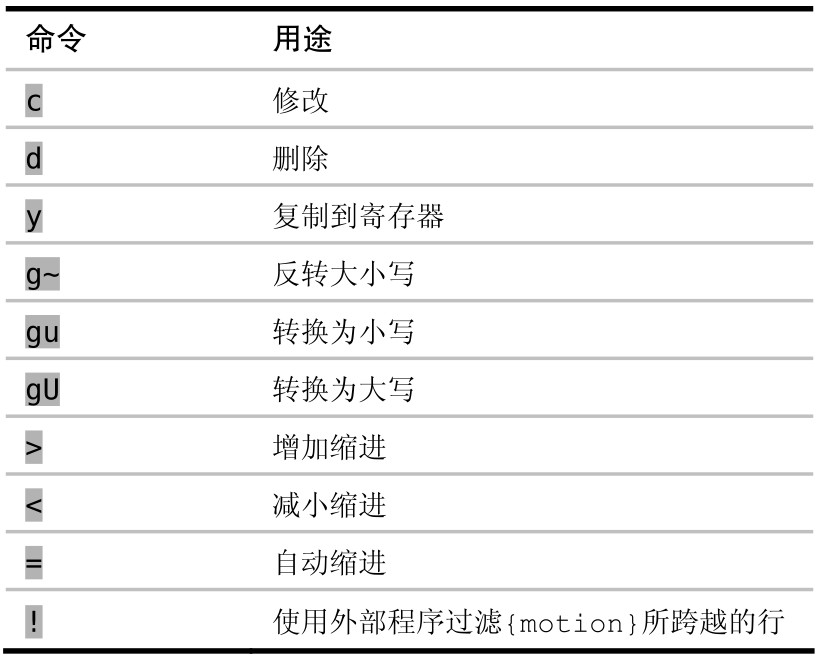 命令 用途
c 修改
d 删除
y 复制到寄存器
g~ 反转大小写
gu 转换为小写
gU 转换为大写
> 增加缩进
< 减小缩进
= 自动缩进
! 使用外部程序过滤{motion}所跨越的行